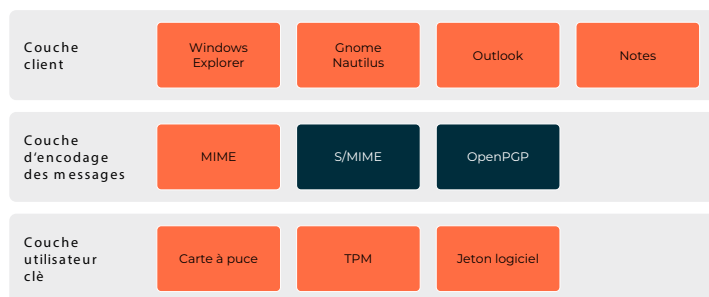 Couche
client
Windows
Explorer
Gnome
Nautilus
Outlook
Notes
Couche
d'encodage
des messages
MIME
S/MIME
OpenPGP
Couche
utilisateur
clè
Carte à puce
TPM
Jeton logiciel